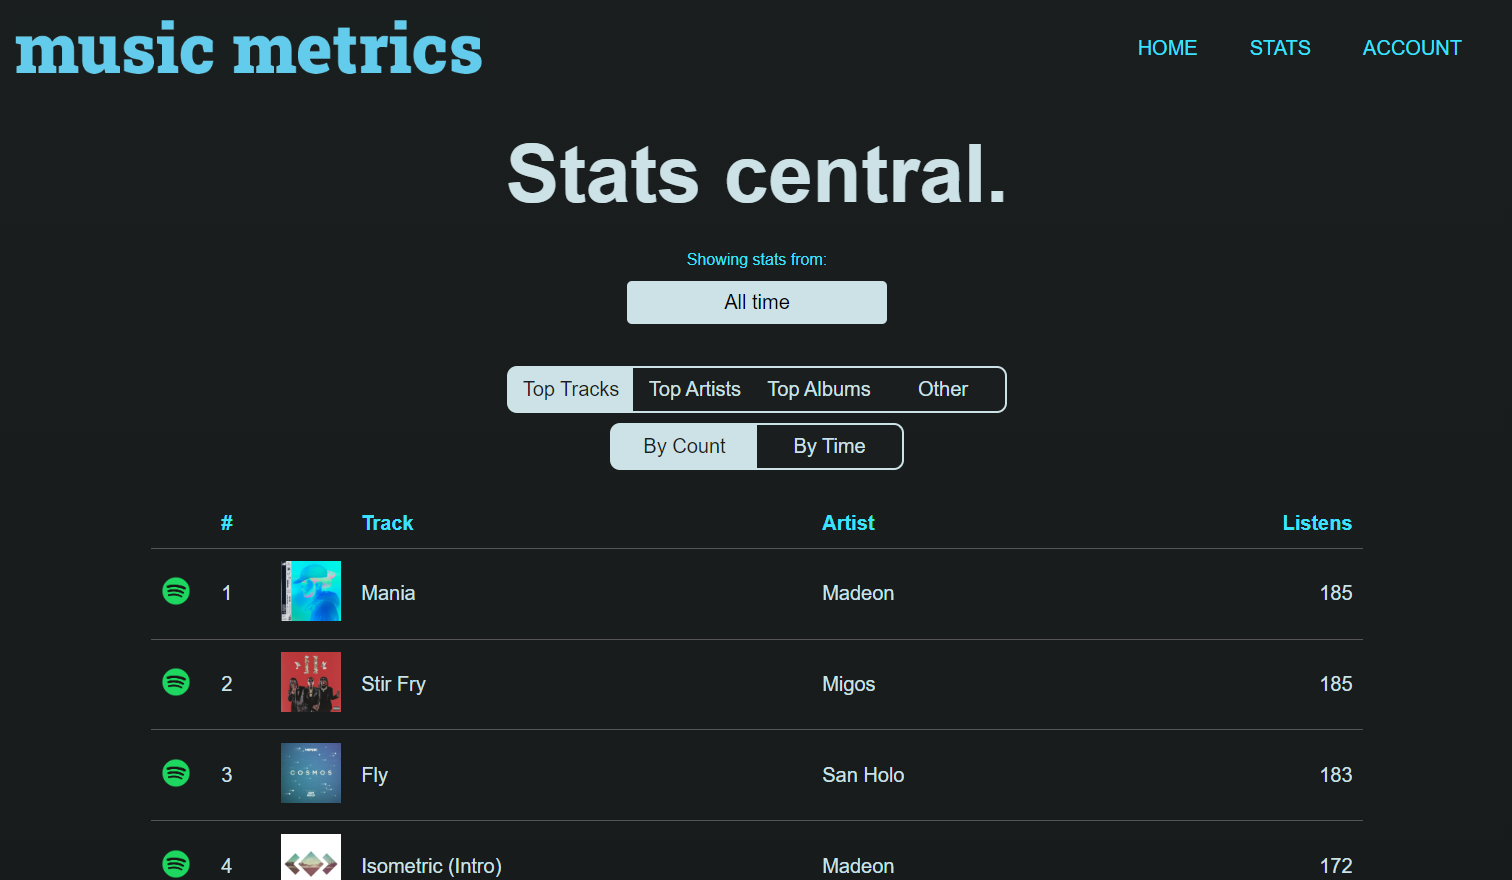 music metrics
HOME STATS ACCOUNT
Stats central.
Showing stats from:
All time
Top Tracks Top Artists Top Albums Other
By Count By Time
# Track Artist Listens
1 Mania Madeon 185
2 Stir Fry Migos 185
3 COSMOS Fly San Holo 183
4 Isometric (Intro) Madeon 172